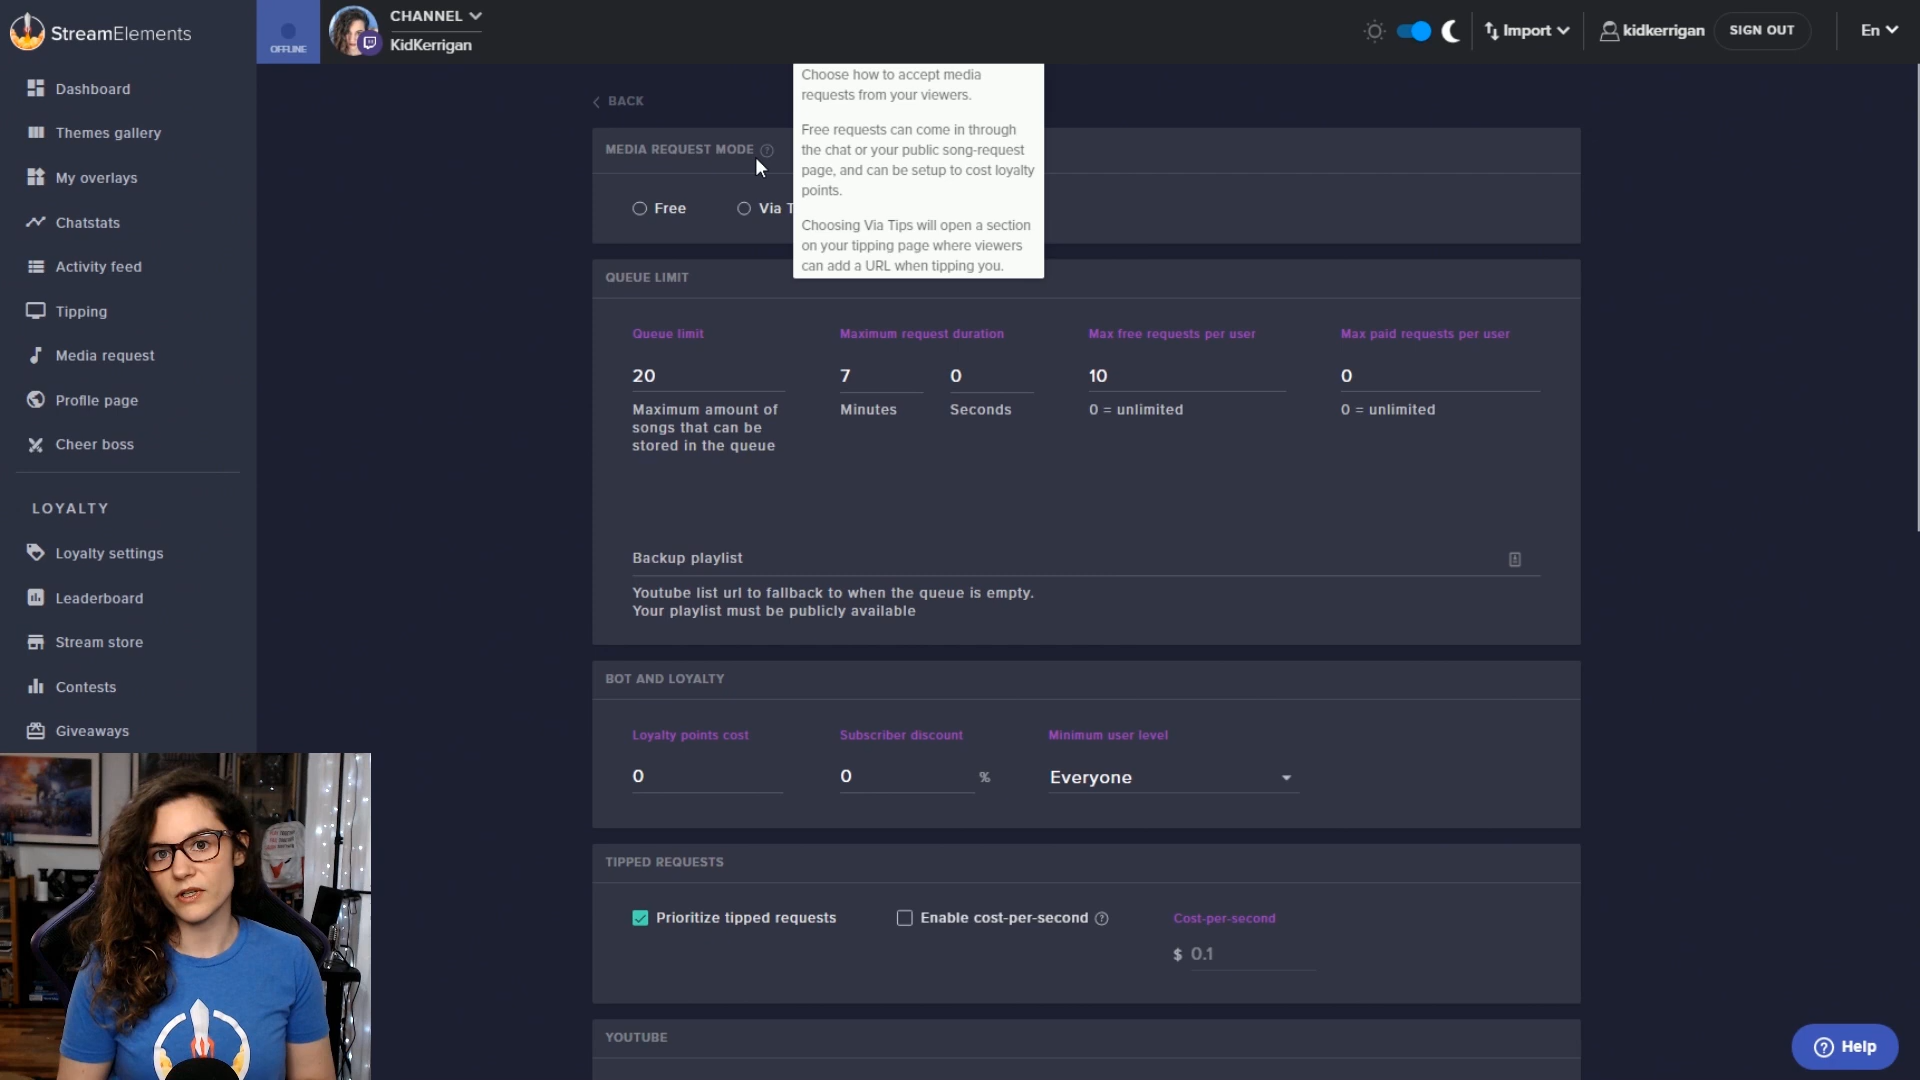 StreamElements
OFFLINE
CHANNEL
KidKerrigan
Import
kidkerrigan
SIGN OUT
En
Dashboard
Themes gallery
My overlays
Chatstats
Activity feed
Tipping
Media request
Profile page
Cheer boss
LOYALTY
Loyalty settings
Leaderboard
Stream store
Contests
Giveaways
BACK
MEDIA REQUEST MODE
Free
Via T
Choose how to accept media
requests from your viewers.
Free requests can come in through
the chat or your public song-request
page, and can be setup to cost loyalty
points.
Choosing Via Tips will open a section
on your tipping page where viewers
can add a URL when tipping you.
QUEUE LIMIT
Queue limit
20
Maximum amount of
songs that can be
stored in the queue
Maximum request duration
7 0
Minutes Seconds
Max free requests per user
10
0 = unlimited
Max paid requests per user
0
0 = unlimited
Backup playlist
Youtube list url to fallback to when the queue is empty.
Your playlist must be publicly available
BOT AND LOYALTY
Loyalty points cost
0
Subscriber discount
0 %
Minimum user level
Everyone
TIPPED REQUESTS
Prioritize tipped requests
Enable cost-per-second
Cost-per-second
$ 0.1
YOUTUBE
Help